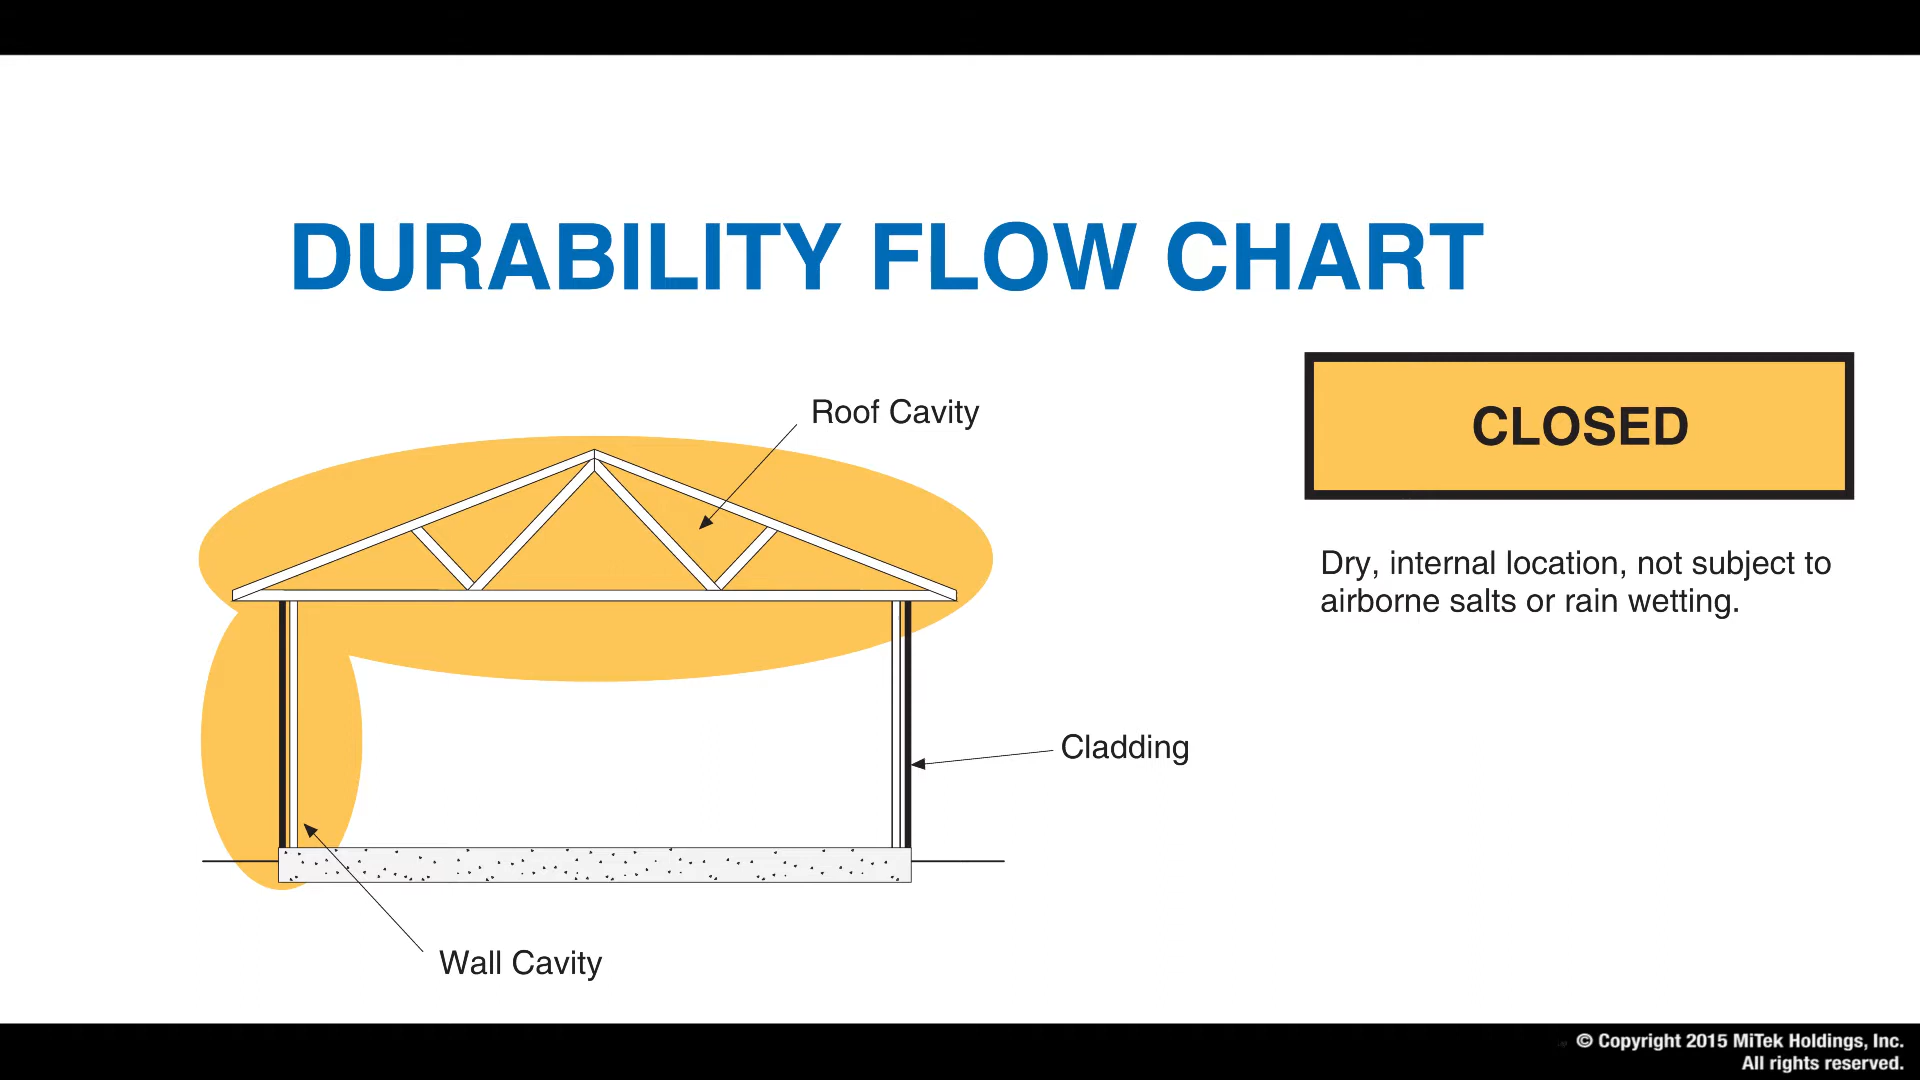 DURABILITY FLOW CHART
Roof Cavity
CLOSED
Dry, internal location, not subject to
airborne salts or rain wetting.
Cladding
Wall Cavity
© Copyright 2015 MiTek Holdings, Inc.
All rights reserved.